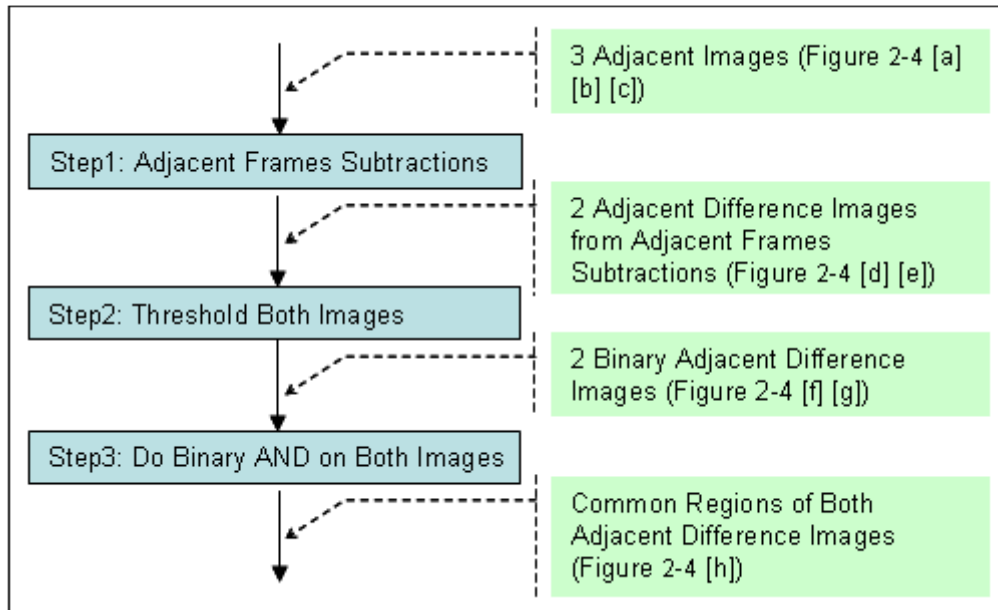 3 Adjacent Images (Figure 2-4 [a]
[b] [c])
Step1: Adjacent Frames Subtractions
2 Adjacent Difference Images
from Adjacent Frames
Subtractions (Figure 2-4 [d] [e])
Step2: Threshold Both Images
2 Binary Adjacent Difference
Images (Figure 2-4 [f] [g])
Step3: Do Binary AND on Both Images
Common Regions of Both
Adjacent Difference Images
(Figure 2-4 [h])